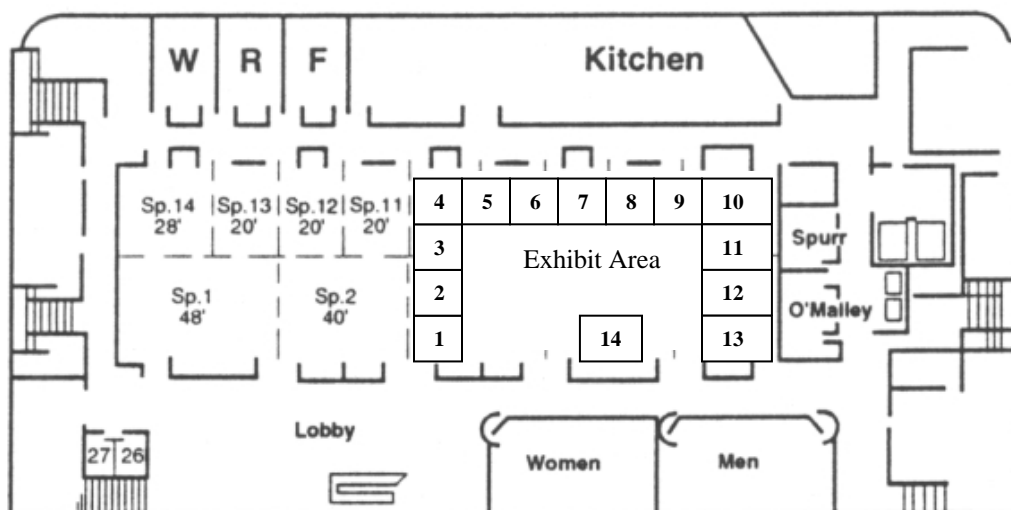 W R F Kitchen
4 5 6 7 8 9 10
Sp.14 Sp.13 Sp.12 Sp.11
28' 20' 20' 20'
Spurr
3 Exhibit Area 11
2 12
Sp.1 Sp.2
48' 40'
O'Malley
1 14 13
Lobby
27 26
Women Men